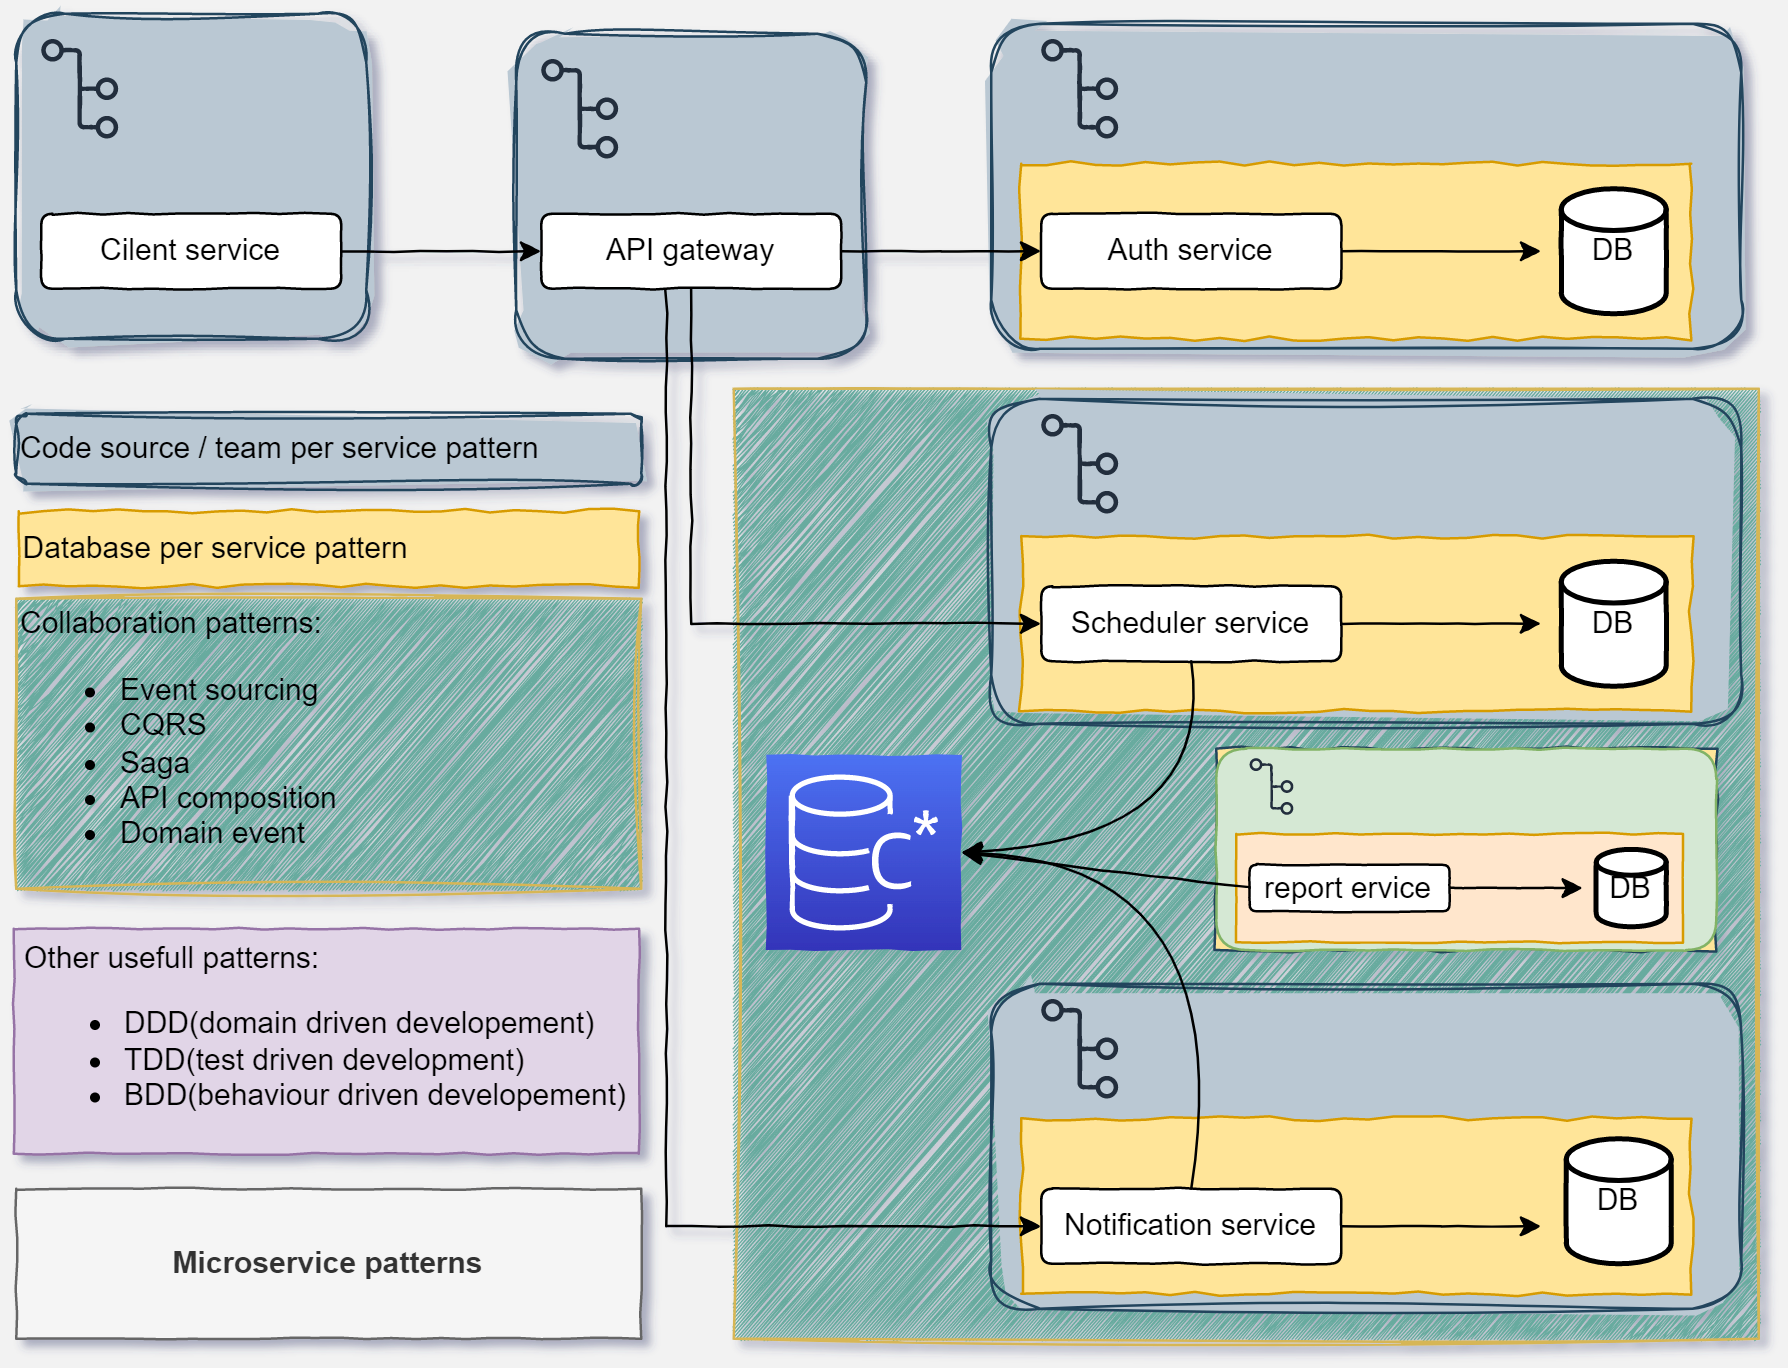 Cilent service
API gateway
Auth service
DB
Code source / team per service pattern
Database per service pattern
Collaboration patterns:
• Event sourcing
• CQRS
• Saga
• API composition
• Domain event
Other usefull patterns:
• DDD(domain driven developement)
• TDD(test driven development)
• BDD(behaviour driven developement)
Microservice patterns
Scheduler service
DB
C*
report ervice
DB
Notification service
DB